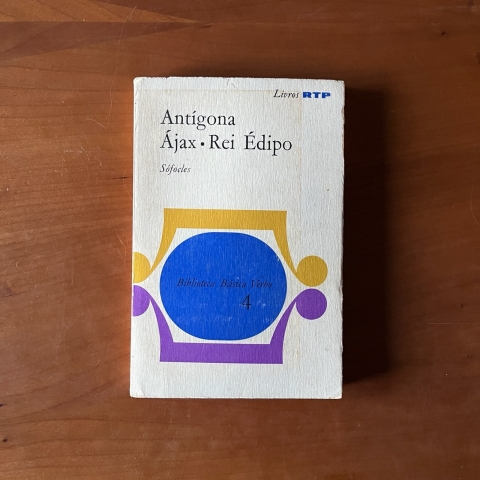 Livros RTP
Antígona
Ájax • Rei Édipo
Sófocles
Biblioteca Básica Verbo
4